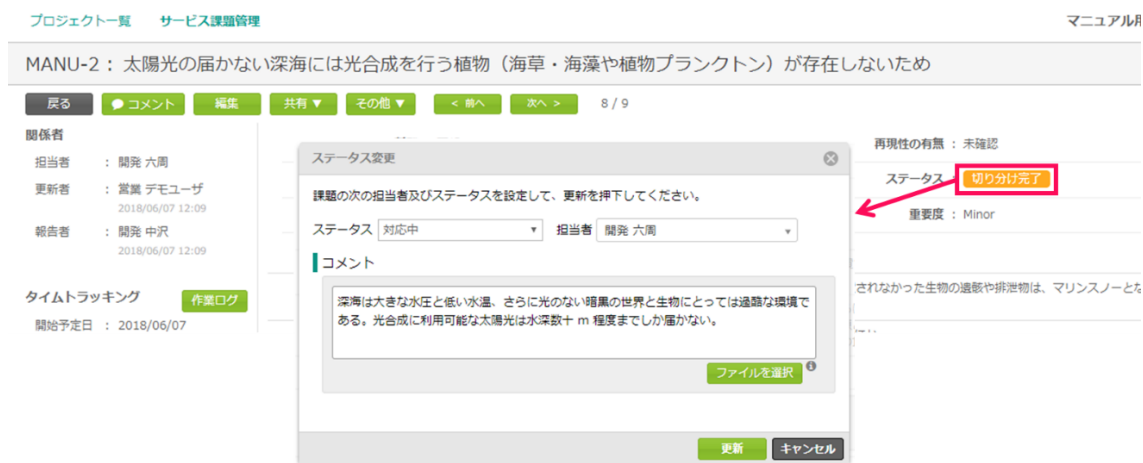 プロジェクト一覧 サービス課題管理 マニュアル用
MANU-2： 太陽光の届かない深海には光合成を行う植物（海草・海藻や植物プランクトン）が存在しないため
戻る コメント 編集 共有 ▼ その他 ▼ < 前へ 次へ > 8 / 9
関係者
担当者 ： 開発 六周
更新者 ： 営業 デモユーザ
2018/06/07 12:09
報告者 ： 開発 中沢
2018/06/07 12:09
タイムトラッキング 作業ログ
開始予定日 ： 2018/06/07
ステータス変更
課題の次の担当者及びステータスを設定して、更新を押下してください。
ステータス 対応中 ▼ 担当者 開発 六周 ▼
コメント
深海は大きな水圧と低い水温、さらに光のない暗黒の世界と生物にとっては過酷な環境で
ある。光合成に利用可能な太陽光は水深数十 m 程度までしか届かない。
ファイルを選択
更新 キャンセル
再現性の有無 ： 未確認
ステータス 切り分け完了
重要度 ： Minor
されなかった生物の遺骸や排泄物は、マリンスノーとな